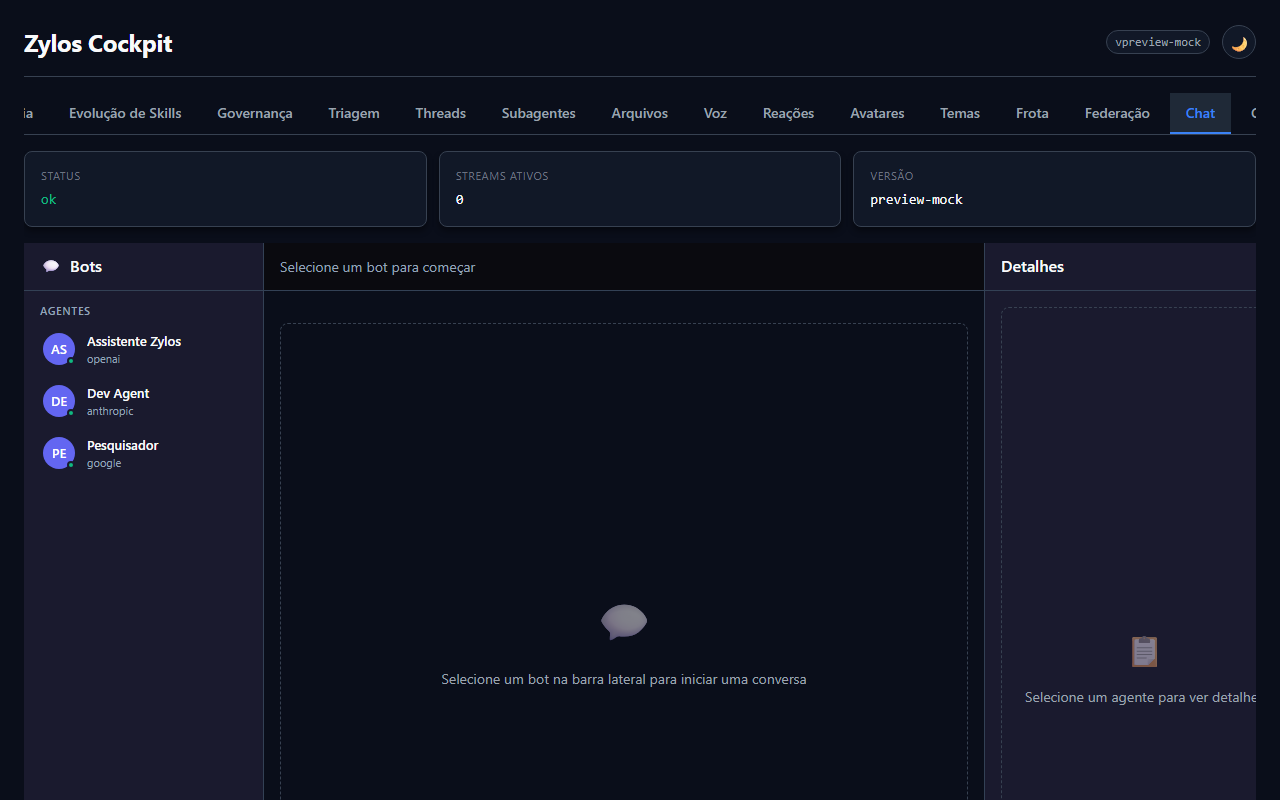 Zylos Cockpit
vpreview-mock
ia Evolução de Skills Governança Triagem Threads Subagentes Arquivos Voz Reações Avatares Temas Frota Federação Chat
STATUS
ok
STREAMS ATIVOS
0
VERSÃO
preview-mock
Bots
AGENTES
AS
Assistente Zylos
openai
DE
Dev Agent
anthropic
PE
Pesquisador
google
Selecione um bot para começar
Selecione um bot na barra lateral para iniciar uma conversa
Detalhes
Selecione um agente para ver detalhe